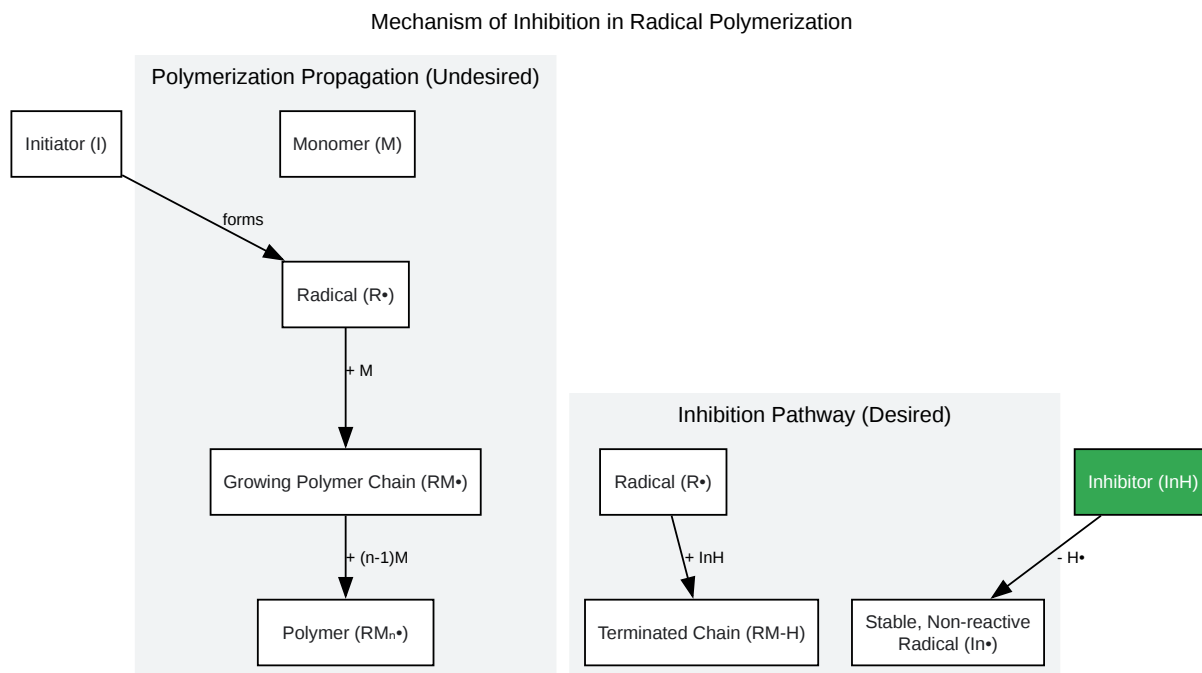 Mechanism of Inhibition in Radical Polymerization
Polymerization Propagation (Undesired)
Initiator (I)
Monomer (M)
forms
Radical (R•)
+ M
Growing Polymer Chain (RM•)
+ (n-1)M
Polymer (RMₙ•)
Inhibition Pathway (Desired)
Radical (R•)
Inhibitor (InH)
+ InH
- H•
Terminated Chain (RM-H)
Stable, Non-reactive
Radical (In•)